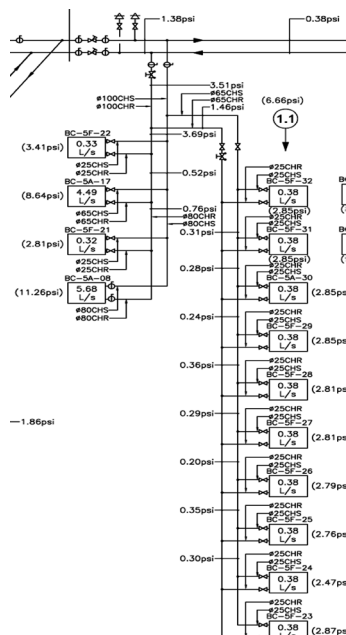 1.38psi
0.38psi
3.51psi
ø65CHS
ø65CHR
1.46psi
ø100CHS
ø100CHR
3.69psi
(6.66psi)
1.1
BC-5F-22
(3.41psi)
0.33
L/s
ø25CHS
ø25CHR
0.52psi
BC-5A-17
(8.64psi)
4.49
L/s
ø65CHS
ø65CHR
0.76psi
ø80CHR
ø80CHS
BC-5F-21
(2.81psi)
0.32
L/s
ø25CHS
ø25CHR
BC-5A-08
(11.26psi)
5.68
L/s
ø80CHS
ø80CHR
1.86psi
ø25CHR
ø25CHS
BC-5F-32
0.38
L/s
(2.85psi)
0.31psi
ø25CHR
ø25CHS
BC-5F-31
0.38
L/s
(2.85psi)
0.28psi
ø25CHR
ø25CHS
BC-5A-30
0.38
L/s
(2.85ps
0.24psi
ø25CHR
ø25CHS
BC-5F-29
0.38
L/s
(2.85ps
0.36psi
ø25CHR
ø25CHS
BC-5F-28
0.38
L/s
(2.81ps
0.29psi
ø25CHR
ø25CHS
BC-5F-27
0.38
L/s
(2.81ps
0.20psi
ø25CHR
ø25CHS
BC-5F-26
0.38
L/s
(2.79ps
0.35psi
ø25CHR
ø25CHS
BC-5F-25
0.38
L/s
(2.76ps
0.30psi
ø25CHR
ø25CHS
BC-5F-24
0.38
L/s
(2.47ps
ø25CHR
ø25CHS
BC-5F-23
0.38
L/s
(2.87ps